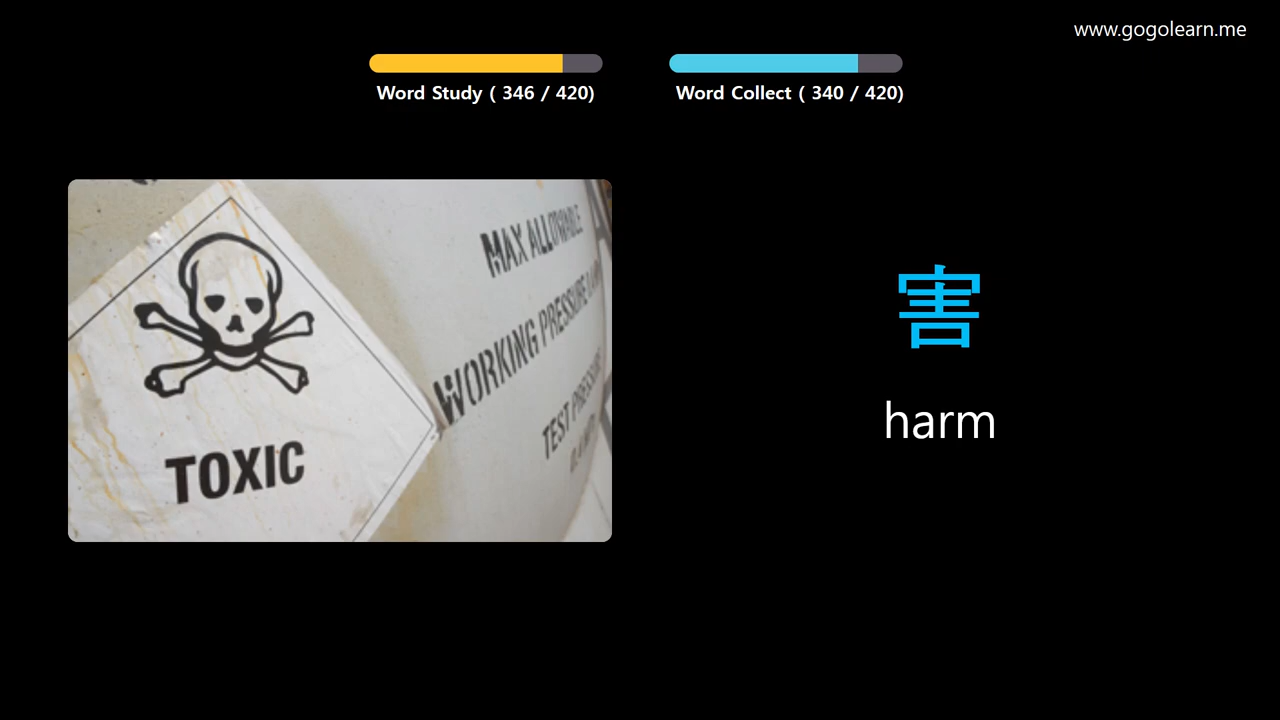 www.gogolearn.me
Word Study ( 346 / 420)
Word Collect ( 340 / 420)
MAX ALLOWABLE
WORKING PRESSURE
TEST PRESSURE
TOXIC
害
harm